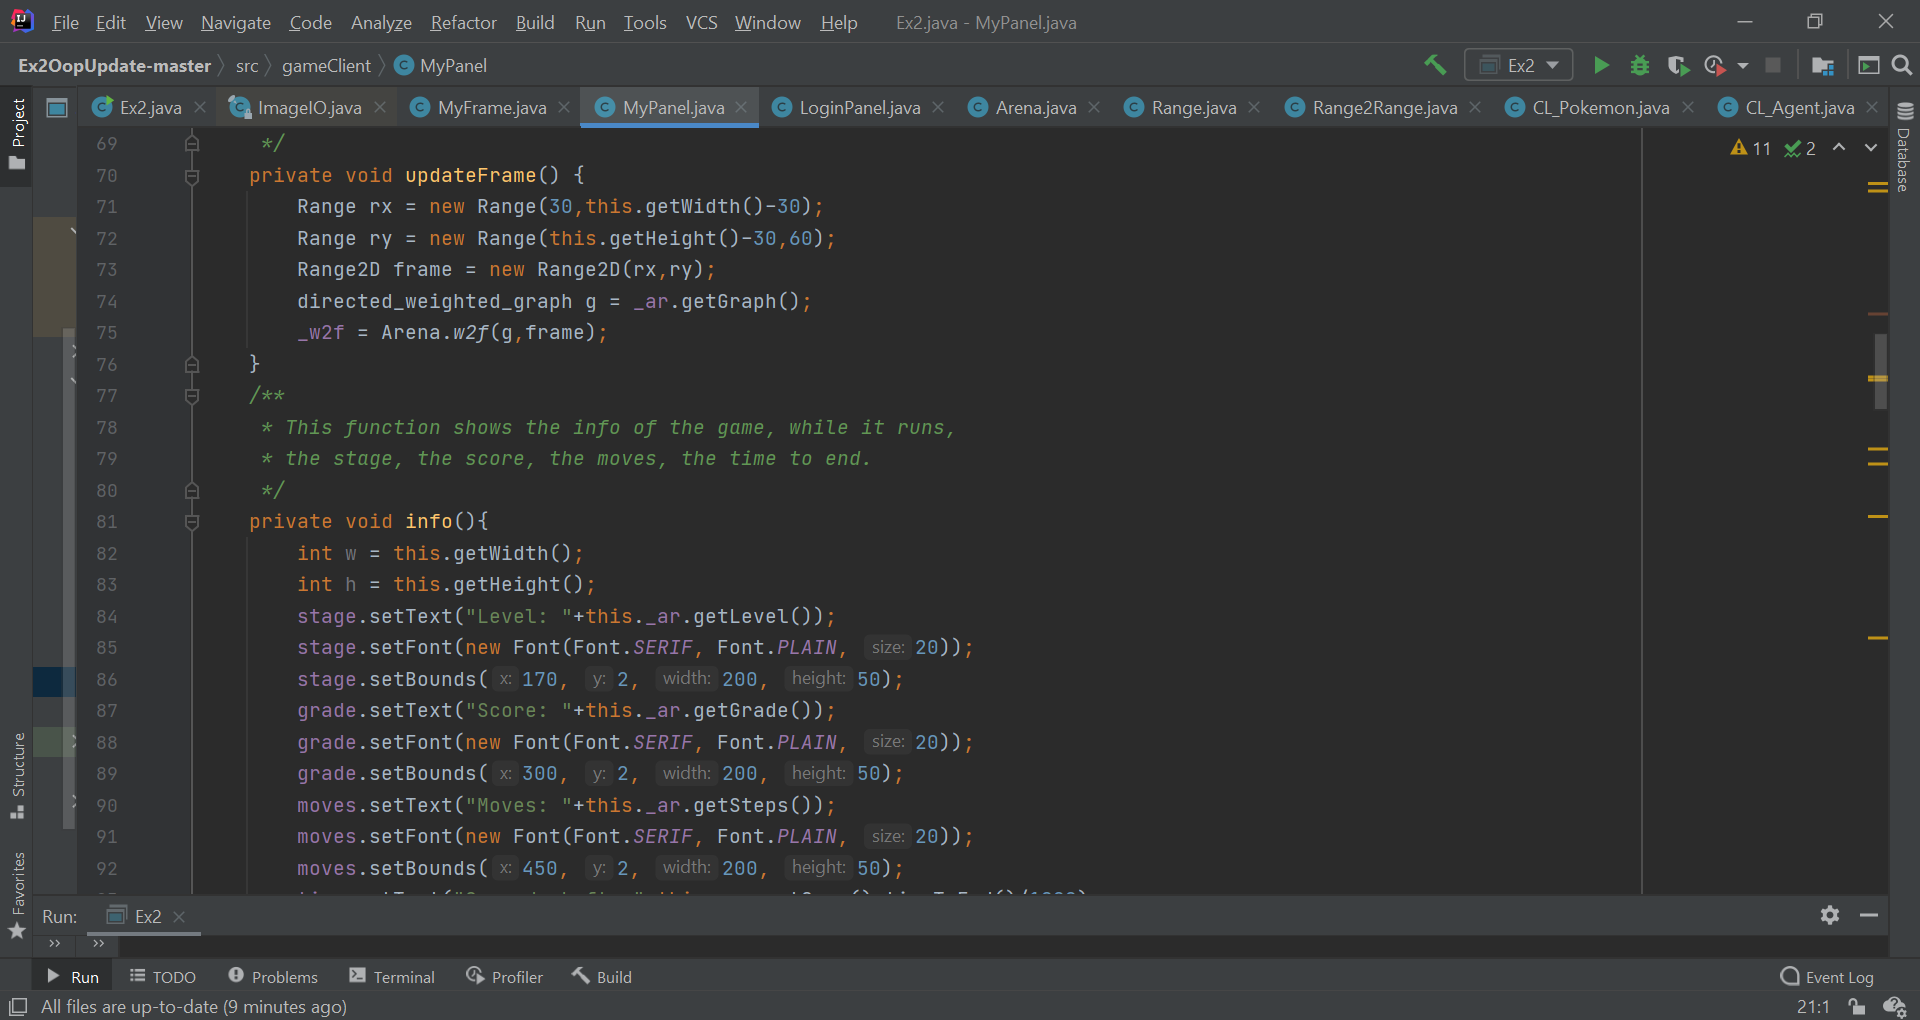 File Edit View Navigate Code Analyze Refactor Build Run Tools VCS Window Help Ex2.java - MyPanel.java
Ex2OopUpdate-master src gameClient MyPanel Ex2
Ex2.java ImageIO.java MyFrame.java MyPanel.java LoginPanel.java Arena.java Range.java Range2Range.java CL_Pokemon.java CL_Agent.java
Project
Structure
Favorites
Database
11 2
69 */
70 private void updateFrame() {
71 Range rx = new Range(30,this.getWidth()-30);
72 Range ry = new Range(this.getHeight()-30,60);
73 Range2D frame = new Range2D(rx,ry);
74 directed_weighted_graph g = _ar.getGraph();
75 _w2f = Arena.w2f(g,frame);
76 }
77 /**
78 * This function shows the info of the game, while it runs,
79 * the stage, the score, the moves, the time to end.
80 */
81 private void info(){
82 int w = this.getWidth();
83 int h = this.getHeight();
84 stage.setText("Level: "+this._ar.getLevel());
85 stage.setFont(new Font(Font.SERIF, Font.PLAIN, size: 20));
86 stage.setBounds( x: 170, y: 2, width: 200, height: 50);
87 grade.setText("Score: "+this._ar.getGrade());
88 grade.setFont(new Font(Font.SERIF, Font.PLAIN, size: 20));
89 grade.setBounds( x: 300, y: 2, width: 200, height: 50);
90 moves.setText("Moves: "+this._ar.getSteps());
91 moves.setFont(new Font(Font.SERIF, Font.PLAIN, size: 20));
92 moves.setBounds( x: 450, y: 2, width: 200, height: 50);
Run: Ex2
Run TODO Problems Terminal Profiler Build Event Log
All files are up-to-date (9 minutes ago) 21:1